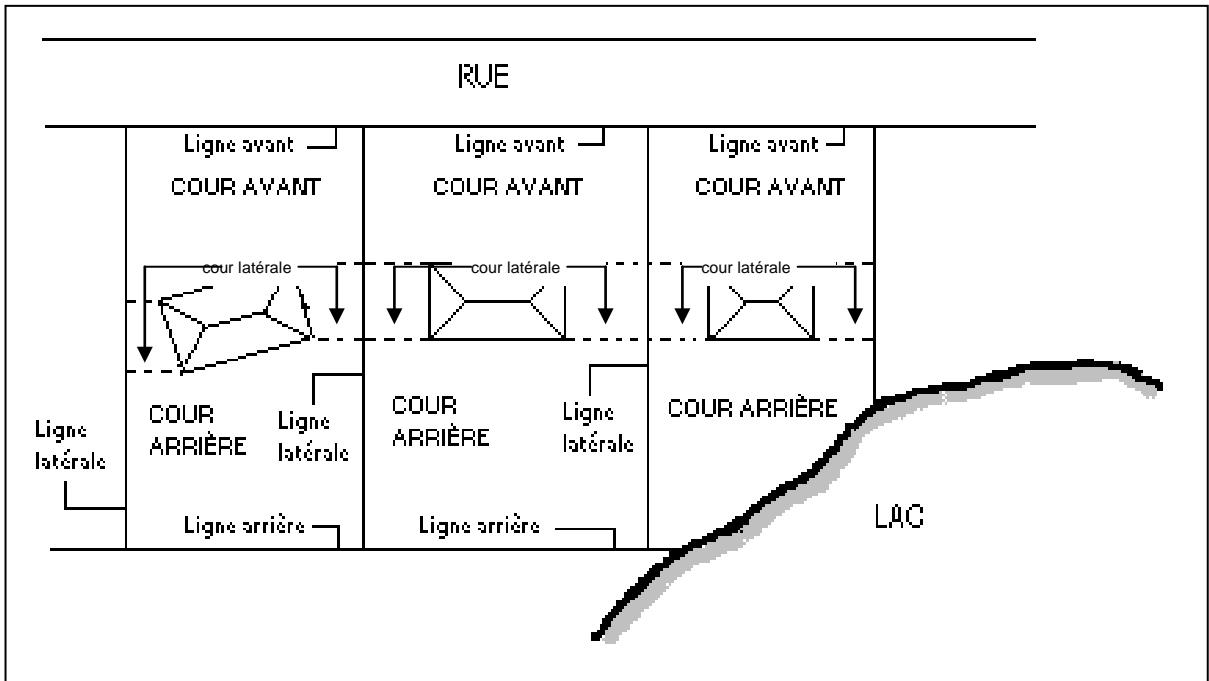 RUE
Ligne avant
Ligne avant
Ligne avant
COUR AVANT
COUR AVANT
COUR AVANT
cour latérale
cour latérale
cour latérale
COUR
ARRIÈRE
Ligne
latérale
COUR
ARRIÈRE
Ligne
latérale
COUR ARRIÈRE
Ligne
latérale
Ligne arrière
Ligne arrière
LAC